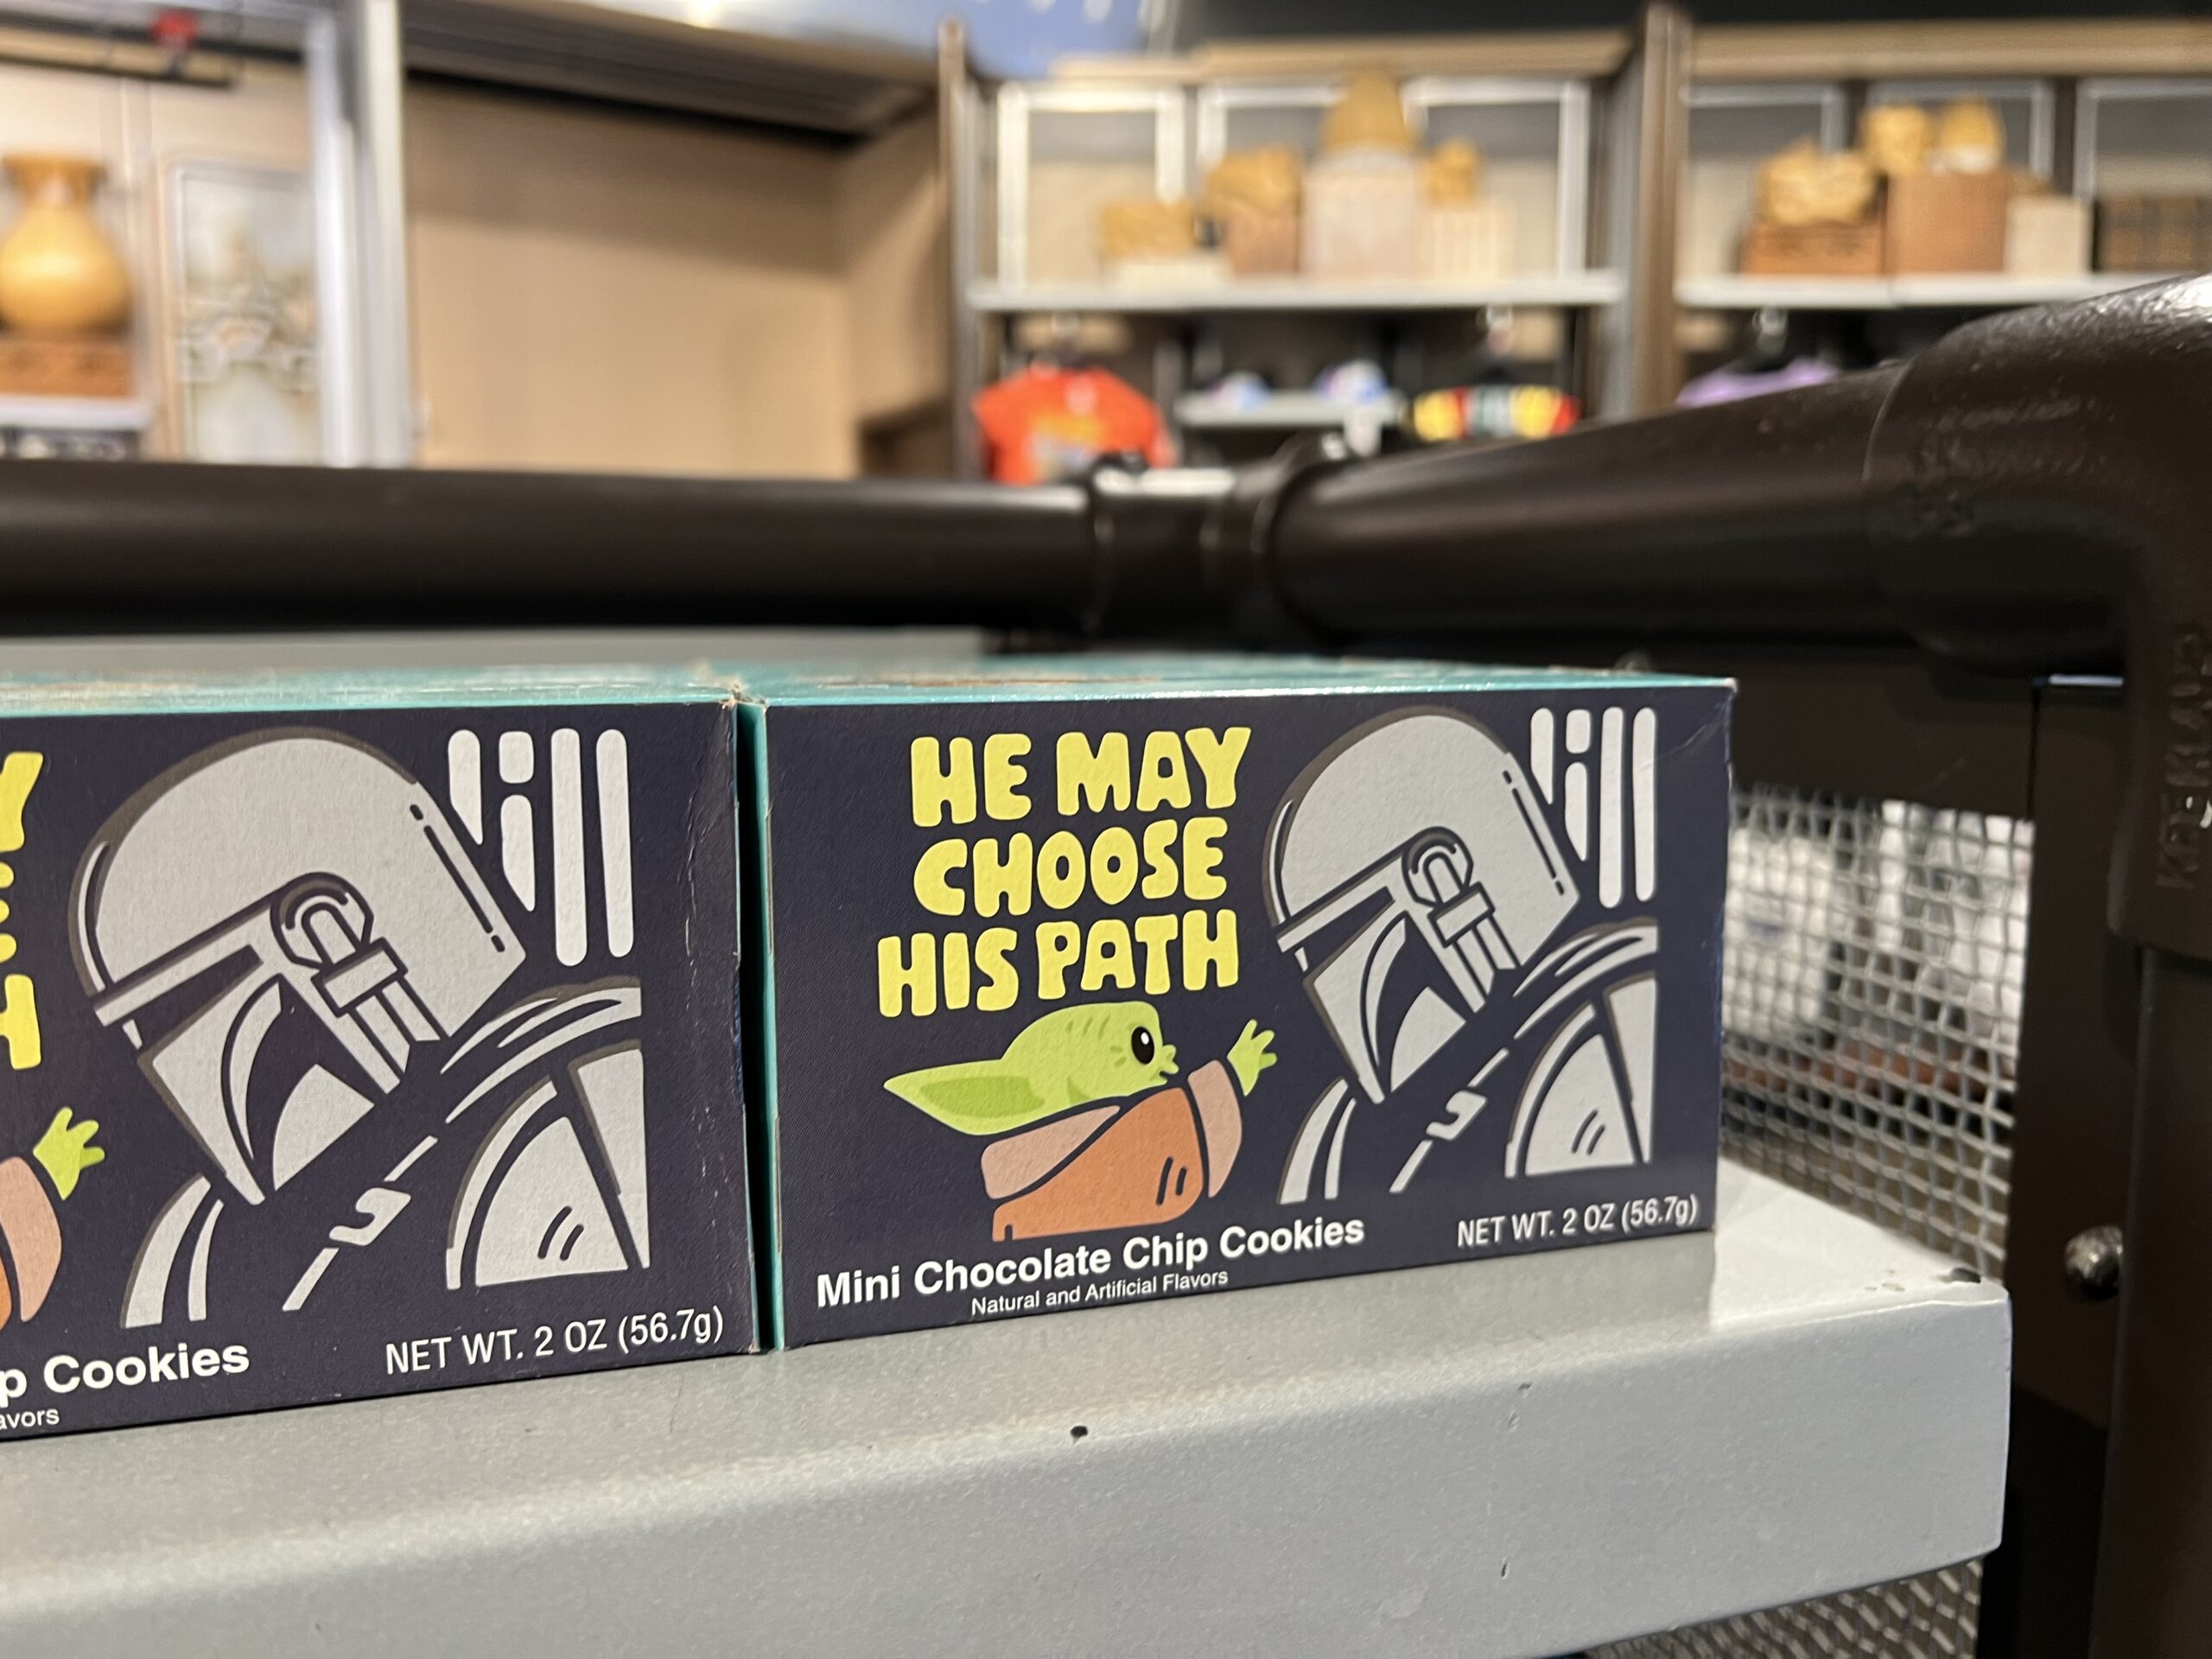 HE MAY
CHOOSE
HIS PATH
Mini Chocolate Chip Cookies
Natural and Artificial Flavors
NET WT. 2 OZ (56.7g)
Cookies
NET WT. 2 OZ (56.7g)